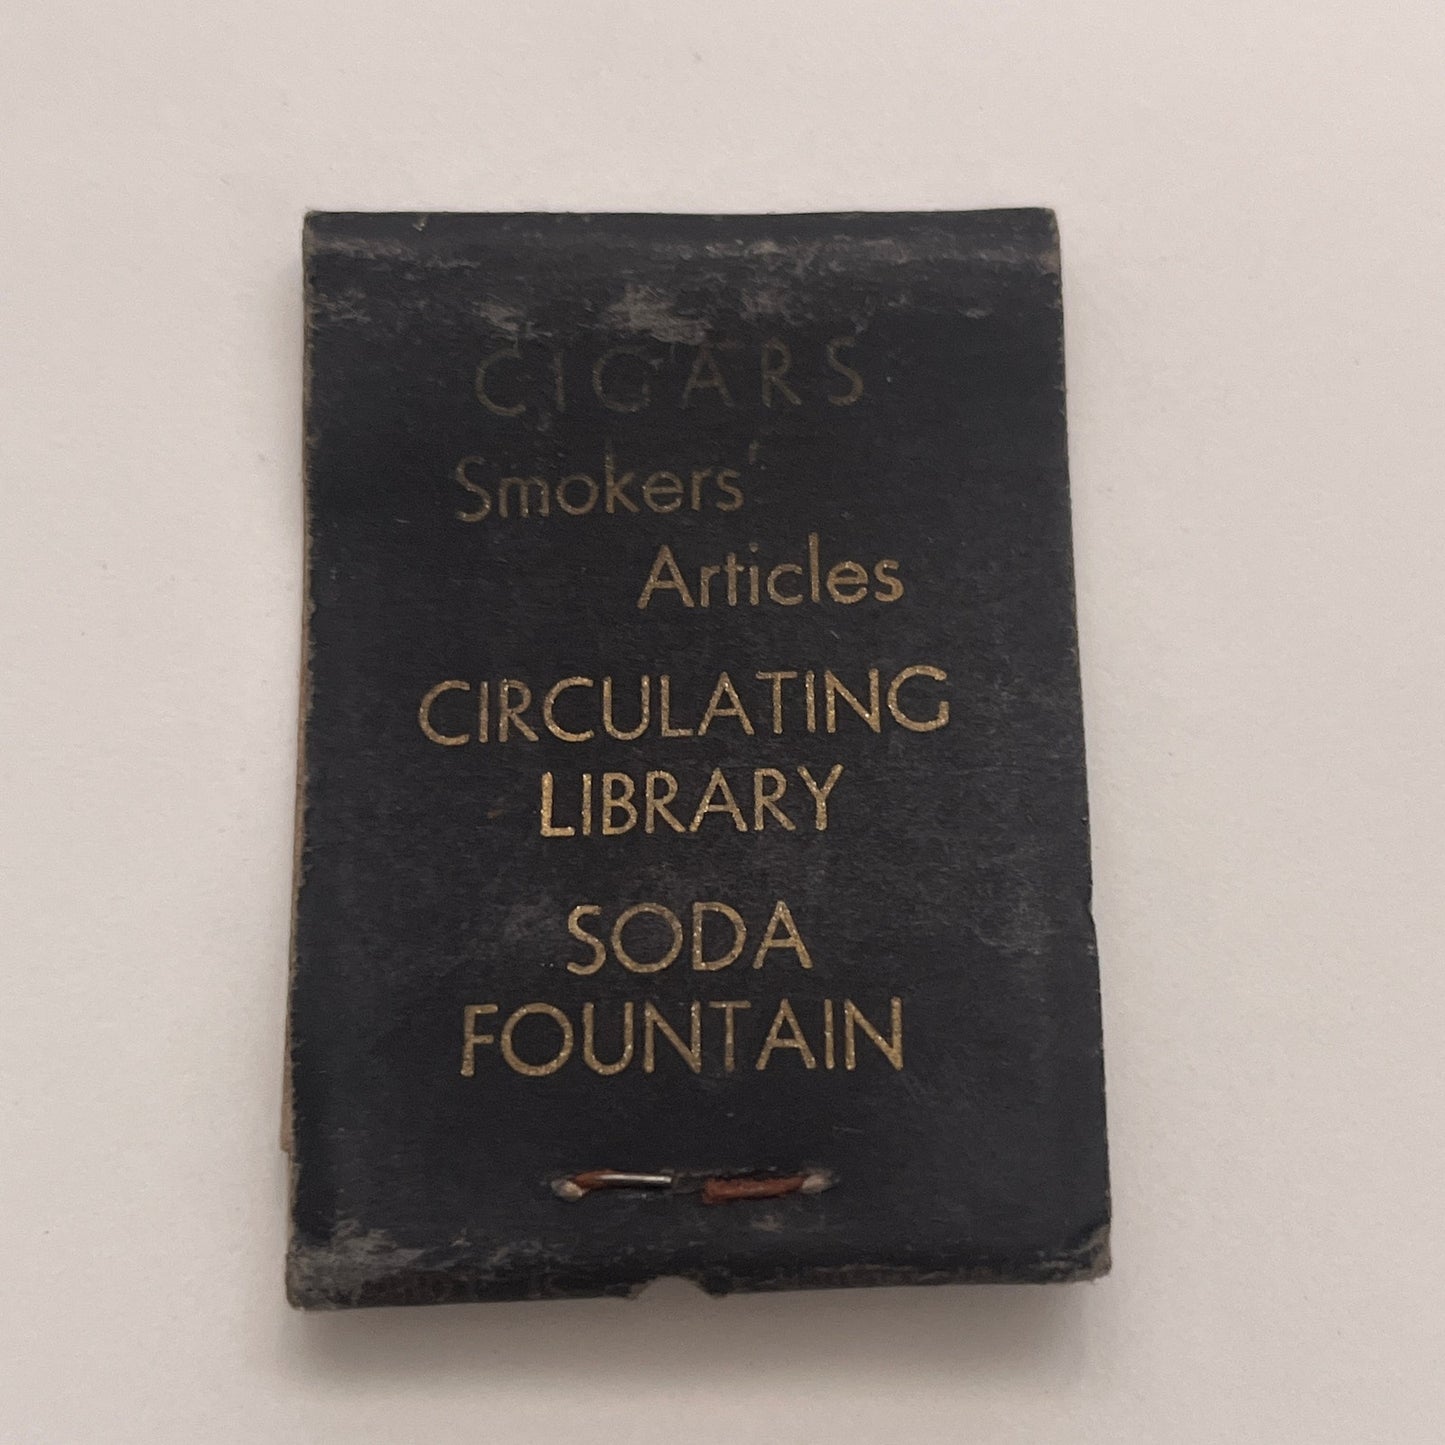 CIGARS
Smokers'
Articles
CIRCULATING
LIBRARY
SODA
FOUNTAIN